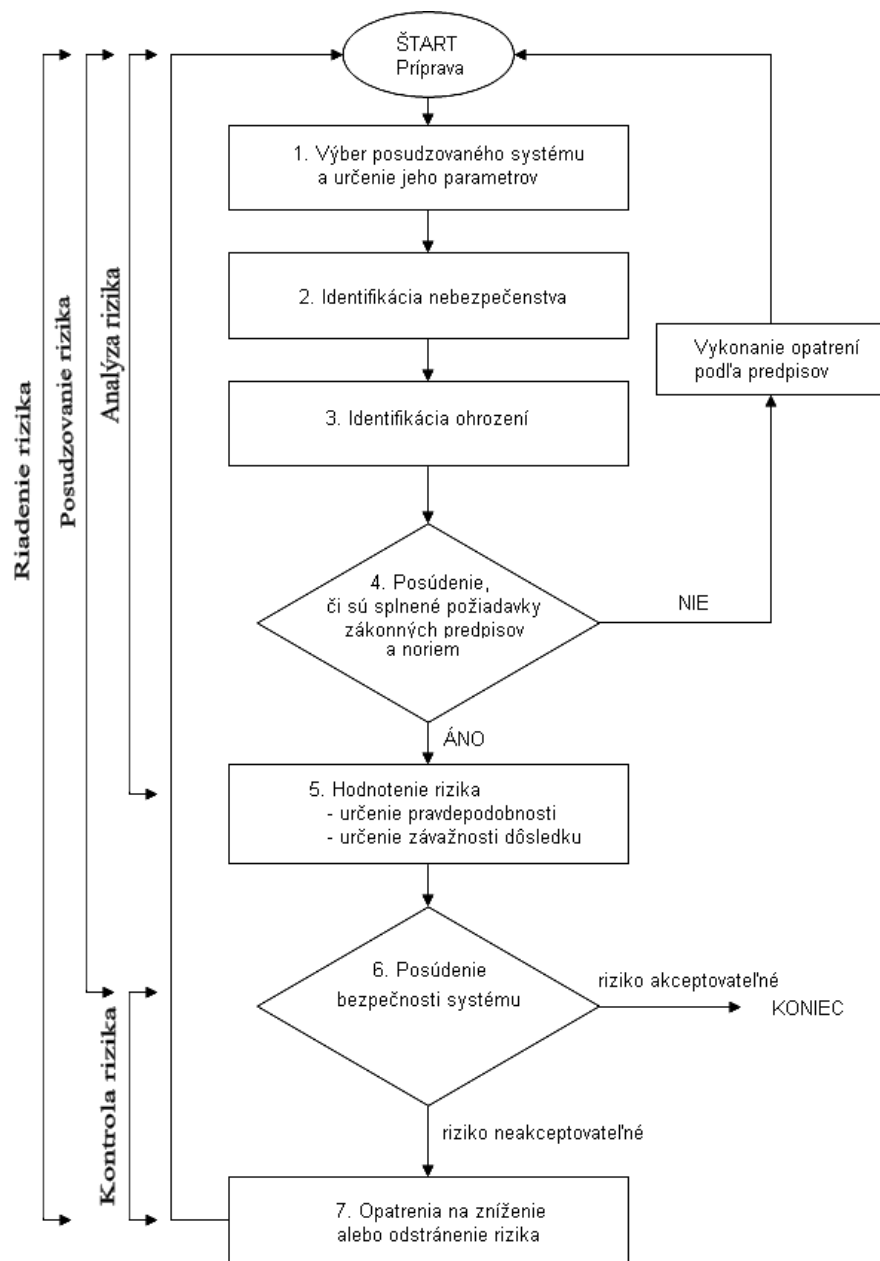 ŠTART
Príprava
1. Výber posudzovaného systému
a určenie jeho parametrov
2. Identifikácia nebezpečenstva
3. Identifikácia ohrození
Vykonanie opatrení
podľa predpisov
4. Posúdenie,
či sú splnené požiadavky
zákonných predpisov
a noriem
NIE
ÁNO
5. Hodnotenie rizika
- určenie pravdepodobnosti
- určenie závažnosti dôsledku
6. Posúdenie
bezpečnosti systému
riziko akceptovateľné
KONIEC
riziko neakceptovateľné
7. Opatrenia na zníženie
alebo odstránenie rizika
Riadenie rizika
Posudzovanie rizika
Analýza rizika
Kontrola rizika